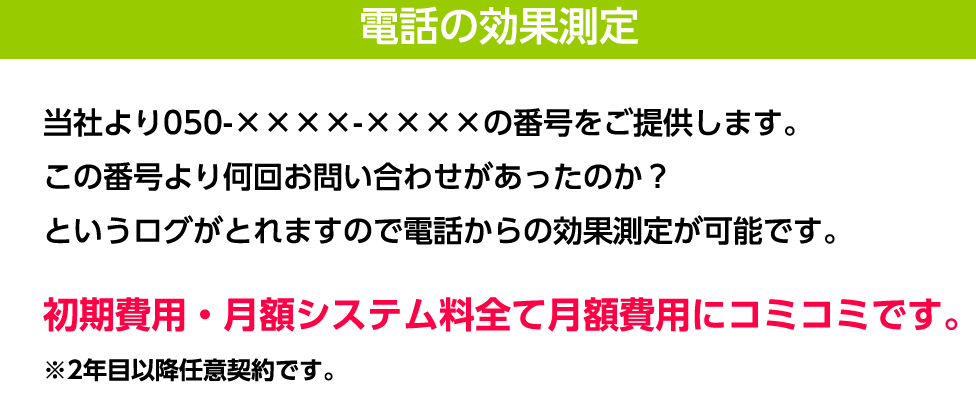 電話の効果測定
当社より050-××××-××××の番号をご提供します。
この番号より何回お問い合わせがあったのか？
というログがとれますので電話からの効果測定が可能です。
初期費用・月額システム料全て月額費用にコミコミです。
※2年目以降任意契約です。